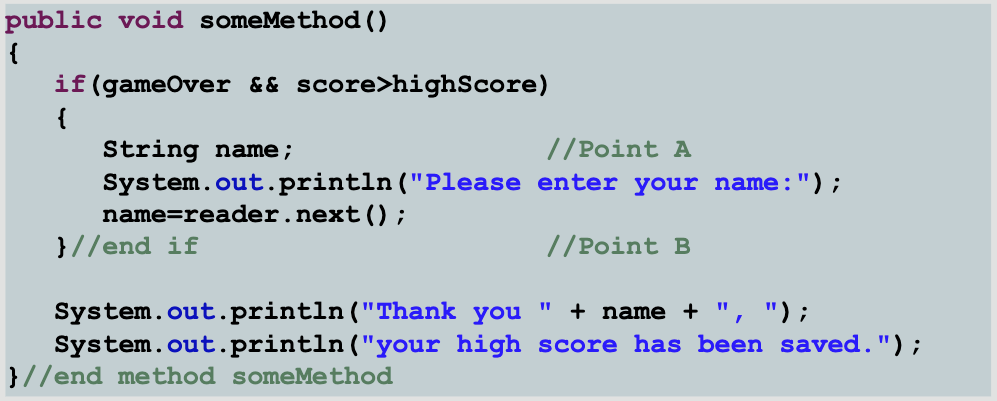 public void someMethod()
{
if(gameOver && score>highScore)
{
String name; //Point A
System.out.println("Please enter your name:");
name=reader.next();
}//end if //Point B
System.out.println("Thank you " + name + ", ");
System.out.println("your high score has been saved.");
}//end method someMethod